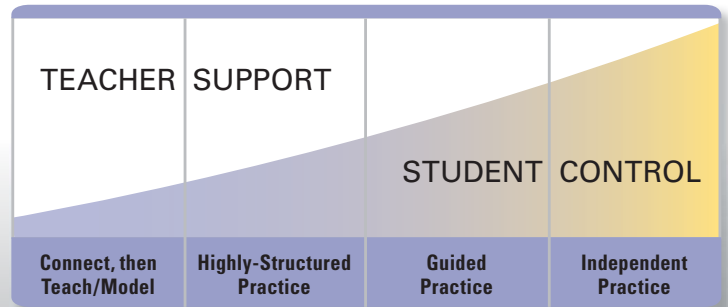 TEACHER SUPPORT
STUDENT CONTROL
Connect, then
Teach/Model
Highly-Structured
Practice
Guided
Practice
Independent
Practice